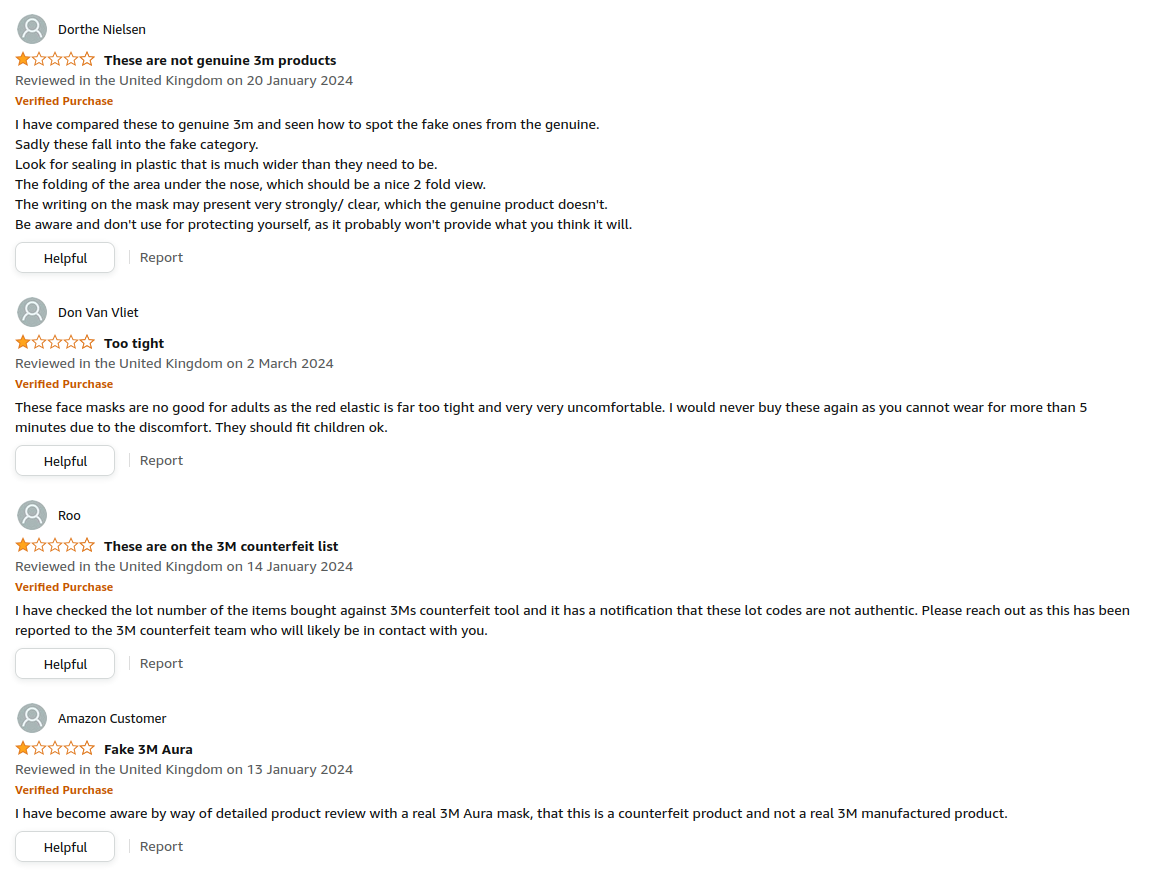 Dorthe Nielsen
These are not genuine 3m products
Reviewed in the United Kingdom on 20 January 2024
Verified Purchase
I have compared these to genuine 3m and seen how to spot the fake ones from the genuine.
Sadly these fall into the fake category.
Look for sealing in plastic that is much wider than they need to be.
The folding of the area under the nose, which should be a nice 2 fold view.
The writing on the mask may present very strongly/ clear, which the genuine product doesn't.
Be aware and don't use for protecting yourself, as it probably won't provide what you think it will.
Helpful
Report
Don Van Vliet
Too tight
Reviewed in the United Kingdom on 2 March 2024
Verified Purchase
These face masks are no good for adults as the red elastic is far too tight and very very uncomfortable. I would never buy these again as you cannot wear for more than 5
minutes due to the discomfort. They should fit children ok.
Helpful
Report
Roo
These are on the 3M counterfeit list
Reviewed in the United Kingdom on 14 January 2024
Verified Purchase
I have checked the lot number of the items bought against 3Ms counterfeit tool and it has a notification that these lot codes are not authentic. Please reach out as this has been
reported to the 3M counterfeit team who will likely be in contact with you.
Helpful
Report
Amazon Customer
Fake 3M Aura
Reviewed in the United Kingdom on 13 January 2024
Verified Purchase
I have become aware by way of detailed product review with a real 3M Aura mask, that this is a counterfeit product and not a real 3M manufactured product.
Helpful
Report